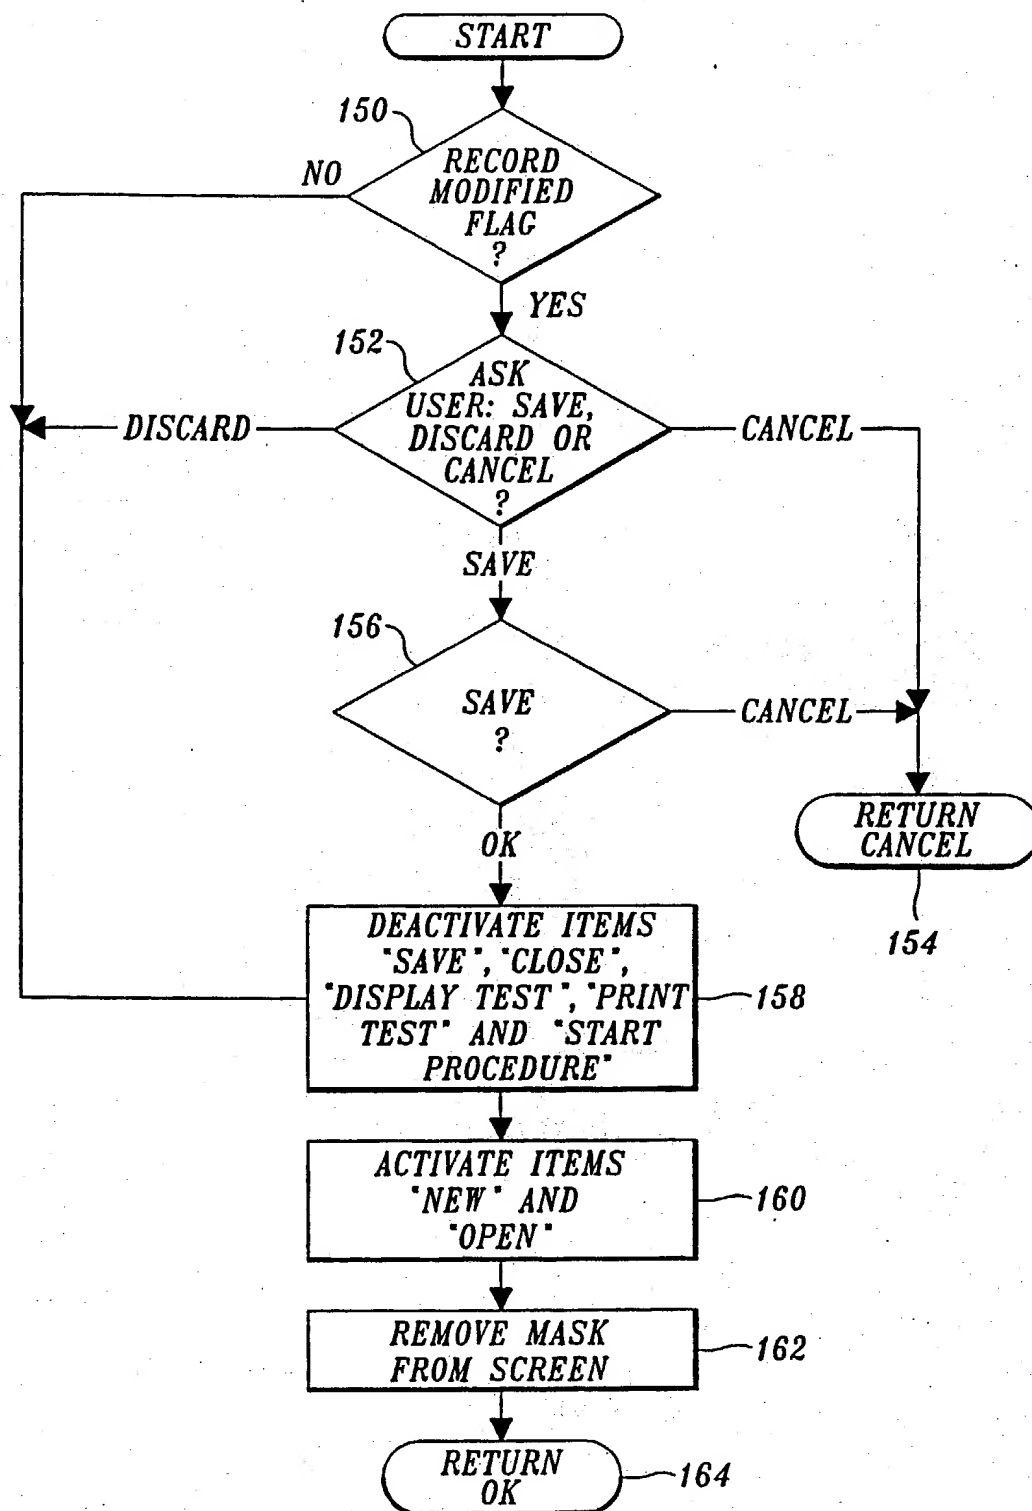 START
150
RECORD
MODIFIED
FLAG
?
NO
YES
152
ASK
USER: SAVE,
DISCARD OR
CANCEL
?
DISCARD
CANCEL
SAVE
156
SAVE
?
CANCEL
OK
RETURN
CANCEL
154
DEACTIVATE ITEMS
"SAVE", "CLOSE",
"DISPLAY TEST", "PRINT
TEST" AND "START
PROCEDURE"
158
ACTIVATE ITEMS
"NEW" AND
"OPEN"
160
REMOVE MASK
FROM SCREEN
162
RETURN
OK
164